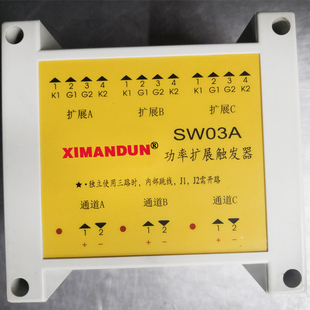 1 2 3 4 1 2 3 4 1 2 3 4
K1 G1 G2 K2 K1 G1 G2 K2 K1 G1 G2 K2
扩展A 扩展B 扩展C
SW03A
XIMANDUN® 功率扩展触发器
★·独立使用三路时，内部跳线，J1，J2需开路
通道A 通道B 通道C
1 2 1 2 1 2
+ - + - + -